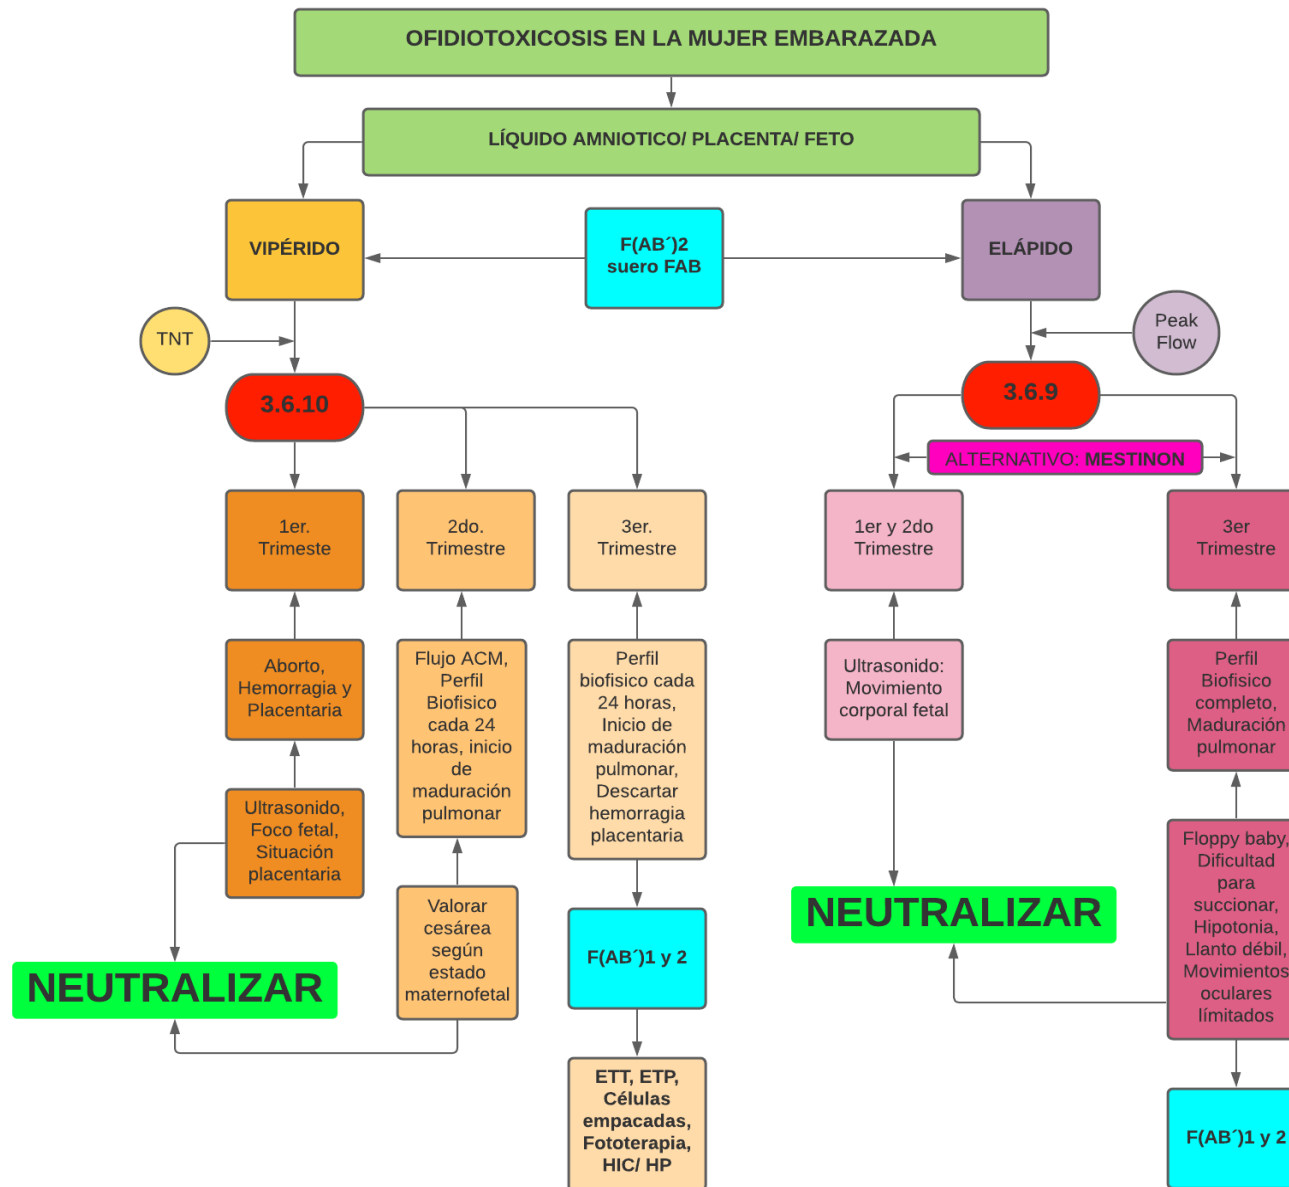 OFIDIOTOXICOSIS EN LA MUJER EMBARAZADA
LÍQUIDO AMNIOTICO/ PLACENTA/ FETO
VIPÉRIDO
F(AB´)2
suero FAB
ELÁPIDO
TNT
Peak
Flow
3.6.10
3.6.9
ALTERNATIVO: MESTINON
1er.
Trimeste
2do.
Trimestre
3er.
Trimestre
1er y 2do
Trimestre
3er
Trimestre
Aborto,
Hemorragia y
Placentaria
Flujo ACM,
Perfil
Biofisico
cada 24
horas, inicio
de
maduración
pulmonar
Perfil
biofisico cada
24 horas,
Inicio de
maduración
pulmonar,
Descartar
hemorragia
placentaria
Ultrasonido:
Movimiento
corporal fetal
Perfil
Biofisico
completo,
Maduración
pulmonar
Ultrasonido,
Foco fetal,
Situación
placentaria
Valorar
cesárea
según
estado
maternofetal
F(AB´)1 y 2
NEUTRALIZAR
Floppy baby,
Dificultad
para
succionar,
Hipotonia,
Llanto débil,
Movimientos
oculares
límitados
NEUTRALIZAR
ETT, ETP,
Células
empacadas,
Fototerapia,
HIC/ HP
F(AB´)1 y 2